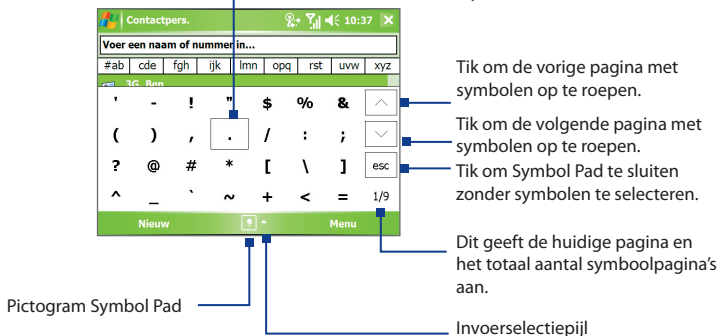 Contactpers.
10:37
Voer een naam of nummer in...
#ab cde fgh ijk lmn opq rst uvw xyz
3G Ben
' - ! " $ % &
( ) , . / : ;
? @ # * [ \ ] esc
^ _ ` ~ + < = 1/9
Nieuw , Menu
Tik om de vorige pagina met
symbolen op te roepen.
Tik om de volgende pagina met
symbolen op te roepen.
Tik om Symbol Pad te sluiten
zonder symbolen te selecteren.
Dit geeft de huidige pagina en
het totaal aantal symboolpagina's
aan.
Pictogram Symbol Pad
Invoerselectiepijl